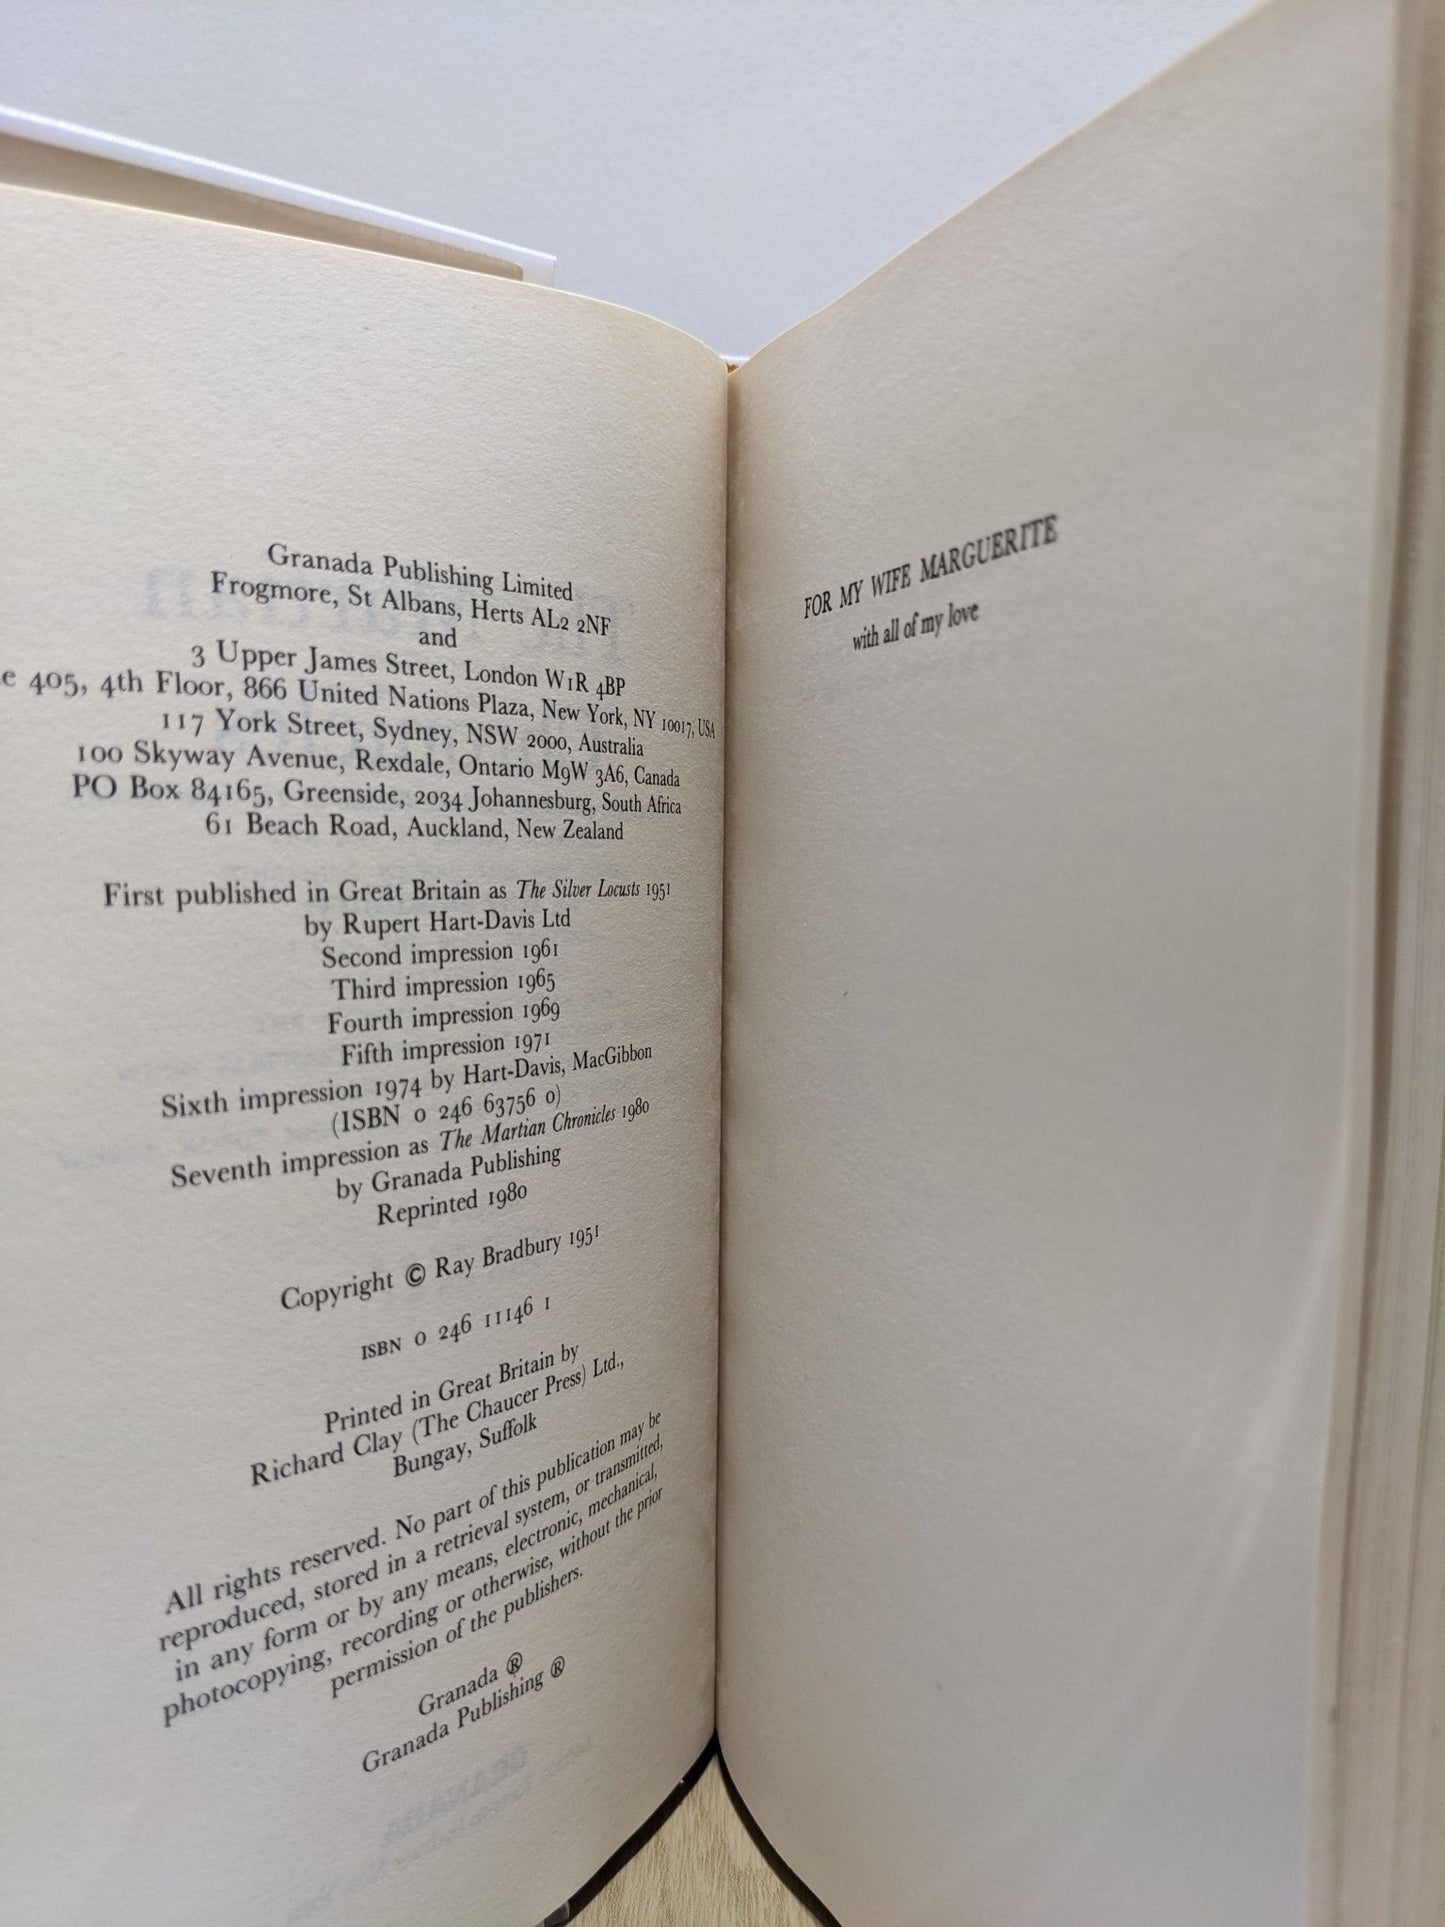 Granada Publishing Limited
Frogmore, St Albans, Herts AL2 2NF
and
3 Upper James Street, London W1R 4BP
405, 4th Floor, 866 United Nations Plaza, New York, NY 10017, USA
117 York Street, Sydney, NSW 2000, Australia
100 Skyway Avenue, Rexdale, Ontario M9W 3A6, Canada
PO Box 84165, Greenside, 2034 Johannesburg, South Africa
61 Beach Road, Auckland, New Zealand
First published in Great Britain as The Silver Locusts 1951
by Rupert Hart-Davis Ltd
Second impression 1961
Third impression 1965
Fourth impression 1969
Fifth impression 1971
Sixth impression 1974 by Hart-Davis, MacGibbon
(ISBN 0 246 63756 0)
Seventh impression as The Martian Chronicles 1980
by Granada Publishing
Reprinted 1980
Copyright © Ray Bradbury 1951
ISBN 0 246 11146 1
Printed in Great Britain by
Richard Clay (The Chaucer Press) Ltd.,
Bungay, Suffolk
All rights reserved. No part of this publication may be
reproduced, stored in a retrieval system, or transmitted,
in any form or by any means, electronic, mechanical,
photocopying, recording or otherwise, without the prior
permission of the publishers.
Granada ®
Granada Publishing ®
FOR MY WIFE MARGUERITE
with all of my love